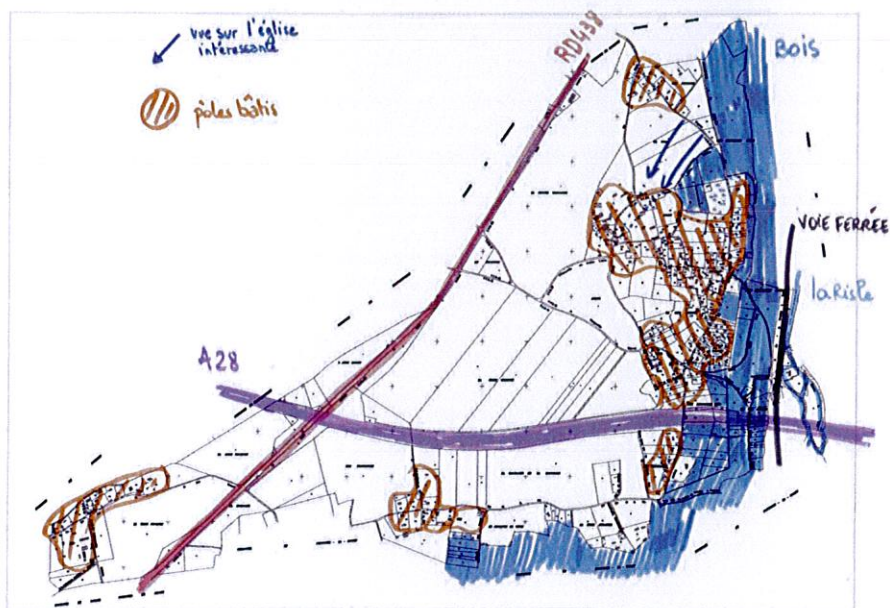 vue sur l'église
intéressante
pôles bâtis
RD438
BOIS
VOIE FERRÉE
la Risle
A28